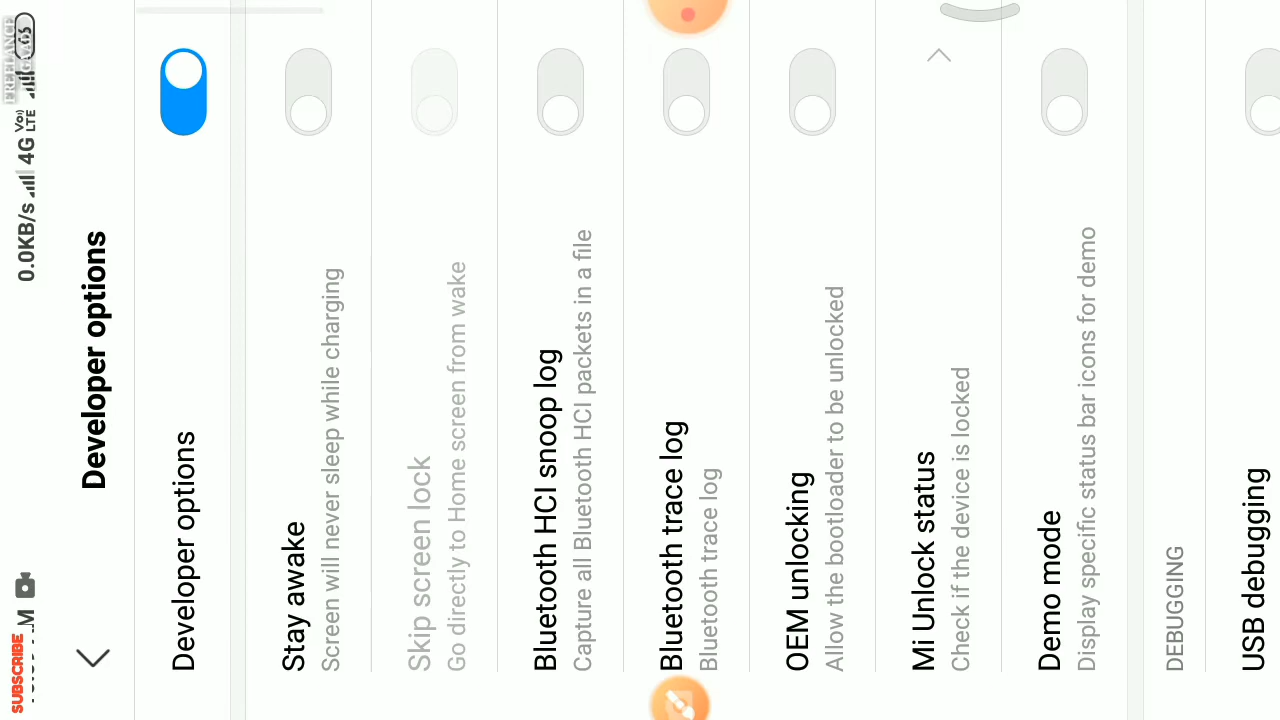 SUBSCRIBE
0.0KB/s
4G
Vo))
LTE
FREELANCE
Developer options
Developer options
Stay awake
Screen will never sleep while charging
Skip screen lock
Go directly to Home screen from wake
Bluetooth HCI snoop log
Capture all Bluetooth HCI packets in a file
Bluetooth trace log
Bluetooth trace log
OEM unlocking
Allow the bootloader to be unlocked
Mi Unlock status
Check if the device is locked
Demo mode
Display specific status bar icons for demo
DEBUGGING
USB debugging